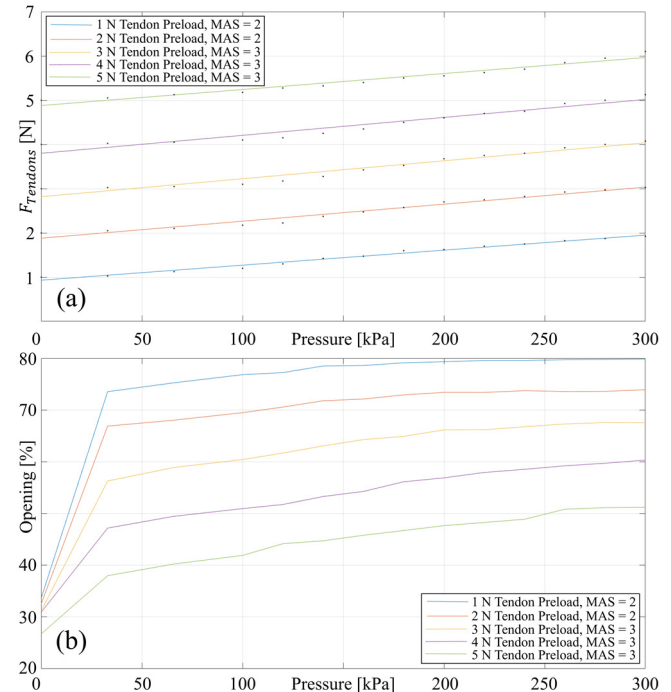 7
6
5
2
1
F_Tendons [N]
1 N Tendon Preload, MAS = 2
2 N Tendon Preload, MAS = 2
3 N Tendon Preload, MAS = 3
4 N Tendon Preload, MAS = 3
5 N Tendon Preload, MAS = 3
(a)
0 50 100 150 200 250 300
Pressure [kPa]
80
70
60
40
30
20
Opening [%]
1 N Tendon Preload, MAS = 2
2 N Tendon Preload, MAS = 2
3 N Tendon Preload, MAS = 3
4 N Tendon Preload, MAS = 3
5 N Tendon Preload, MAS = 3
(b)
0 50 100 150 200 250 300
Pressure [kPa]